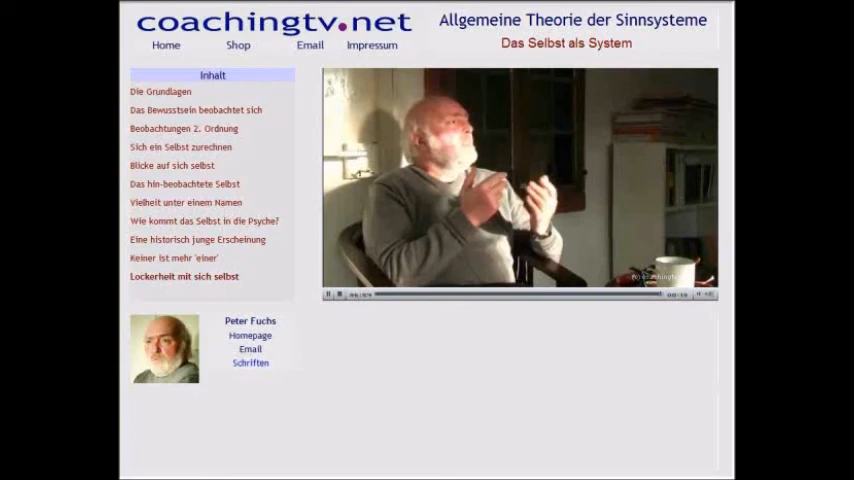 coachingtv.net
Home Shop Email Impressum
Allgemeine Theorie der Sinnsysteme
Das Selbst als System
Inhalt
Die Grundlagen
Das Bewusstsein beobachtet sich
Beobachtungen 2. Ordnung
Sich ein Selbst zurechnen
Blicke auf sich selbst
Das hin-beobachtete Selbst
Vielheit unter einem Namen
Wie kommt das Selbst in die Psyche?
Eine historisch junge Erscheinung
Keiner ist mehr 'einer'
Lockerheit mit sich selbst
Peter Fuchs
Homepage
Email
Schriften